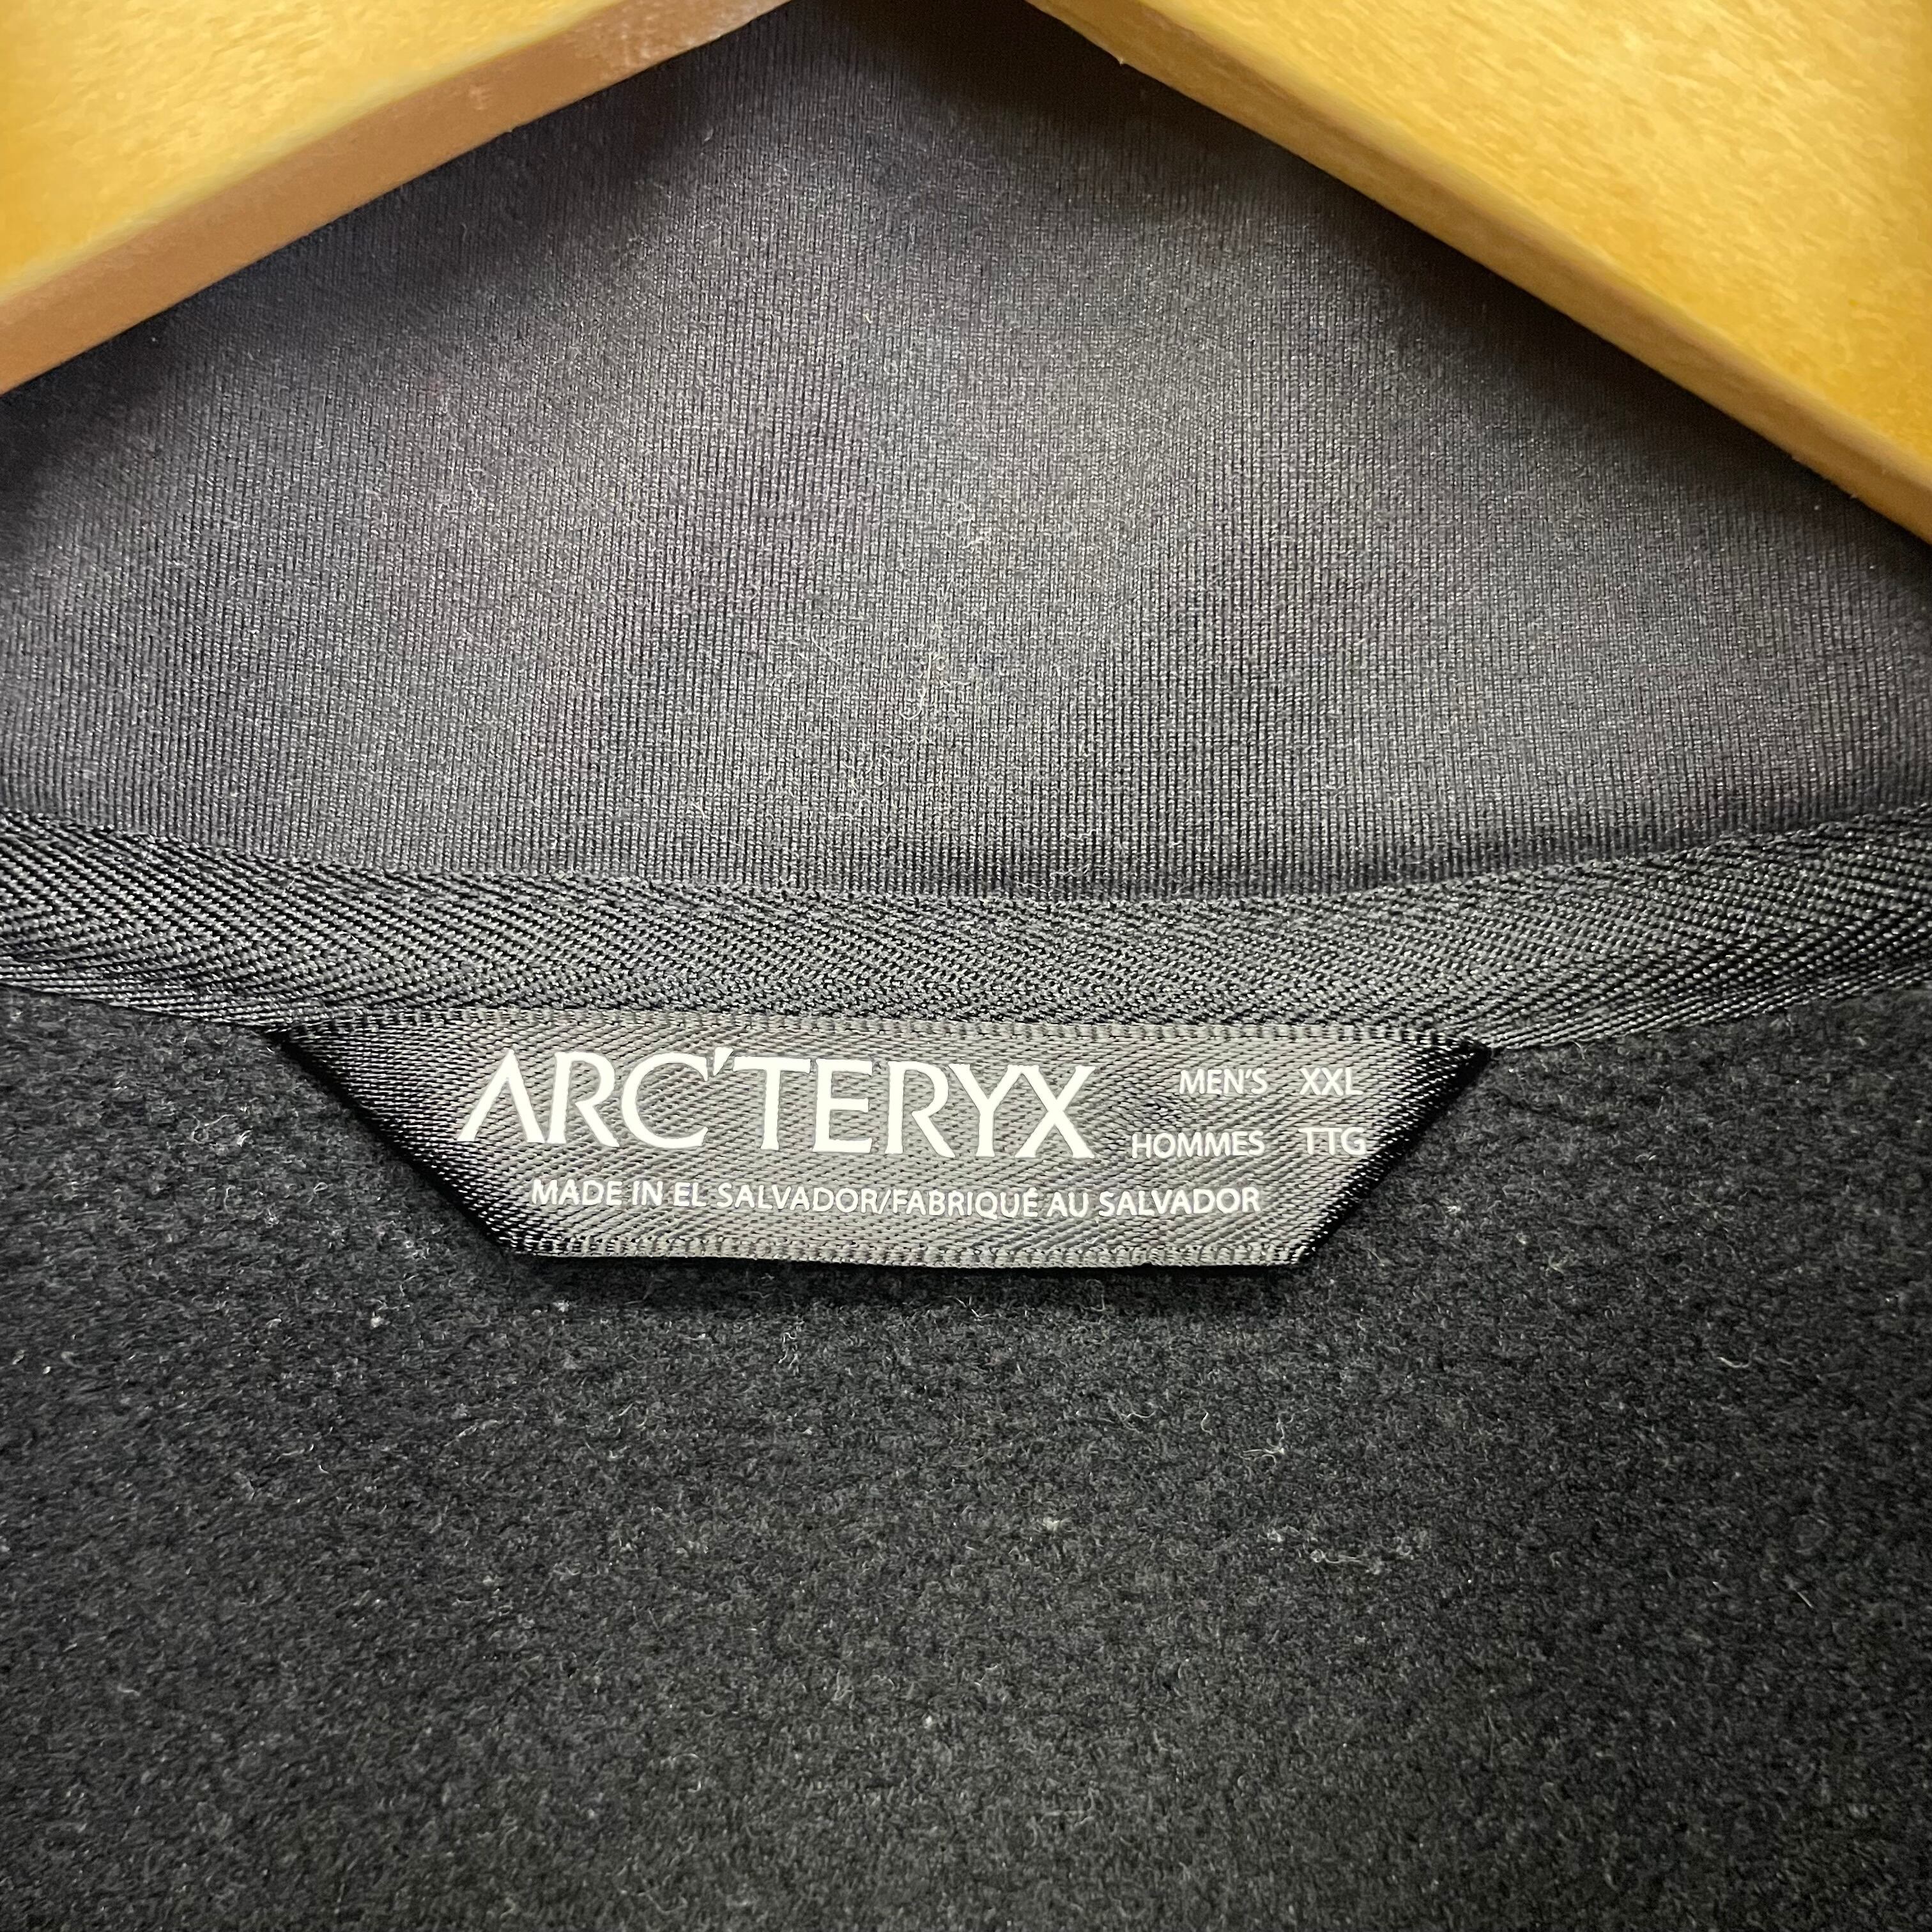 ARC'TERYX MEN'S XXL
HOMMES TTG
MADE IN EL SALVADOR/FABRIQUÉ AU SALVADOR